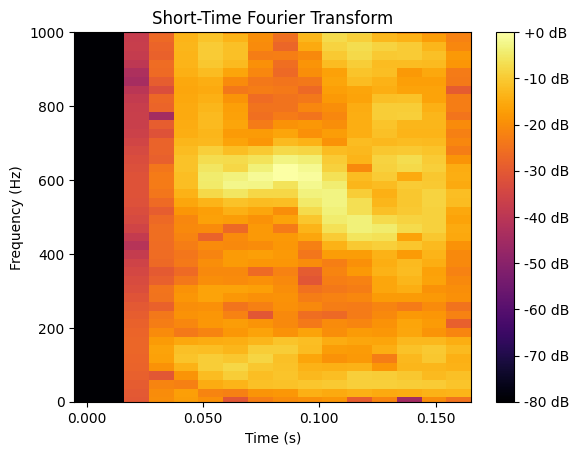 Short-Time Fourier Transform
1000
800
600
400
200
0
Frequency (Hz)
0.000
0.050
0.100
0.150
Time (s)
+0 dB
-10 dB
-20 dB
-30 dB
-40 dB
-50 dB
-60 dB
-70 dB
-80 dB